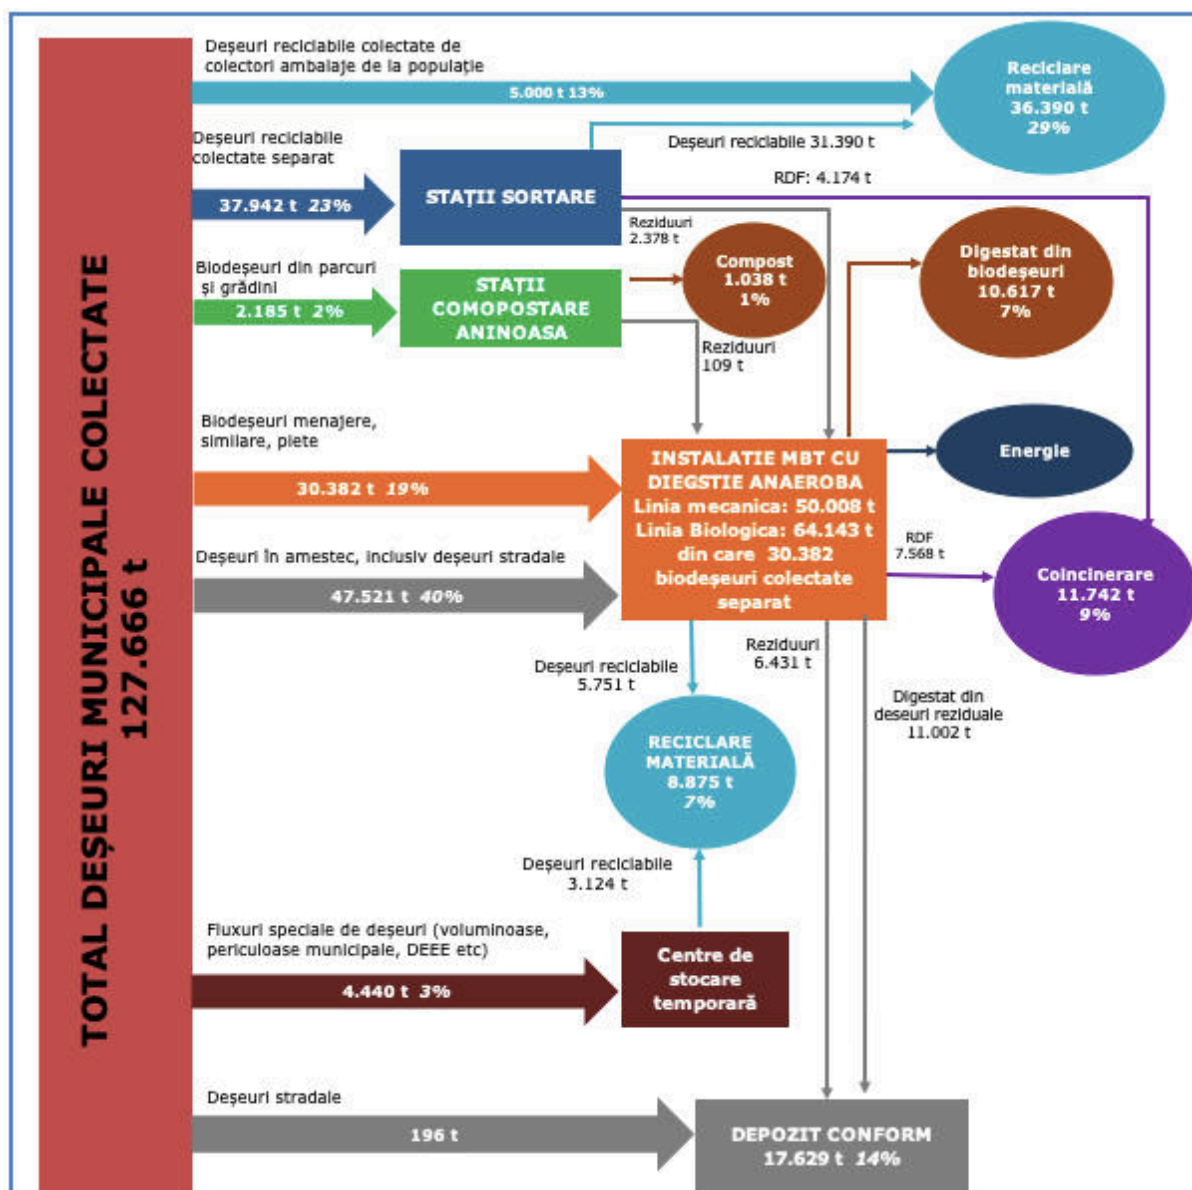 TOTAL DEȘEURI MUNICIPALE COLECTATE
127.666 t
Deșeuri reciclabile colectate de
colectori ambalaje de la populație
5.000 t 13%
Reciclare
materială
36.390 t
29%
Deșeuri reciclabile
colectate separat
37.942 t 23%
STAȚII SORTARE
Deșeuri reciclabile 31.390 t
RDF: 4.174 t
Reziduuri
2.378 t
Biodeșeuri din parcuri
și grădini
2.185 t 2%
STAȚII
COMOPOSTARE
ANINOASA
Compost
1.038 t
1%
Digestat din
biodeșeuri
10.617 t
7%
Reziduuri
109 t
Biodeșeuri menajere,
similare, piete
30.382 t 19%
INSTALATIE MBT CU
DIEGSTIE ANAEROBA
Linia mecanica: 50.008 t
Linia Biologica: 64.143 t
din care 30.382
biodeșeuri colectate
separat
Energie
Deșeuri în amestec, inclusiv deșeuri stradale
47.521 t 40%
RDF
7.568 t
Coincinerare
11.742 t
9%
Deșeuri reciclabile
5.751 t
Reziduuri
6.431 t
Digestat din
deseuri reziduale
11.002 t
RECICLARE
MATERIALĂ
8.875 t
7%
Deșeuri reciclabile
3.124 t
Fluxuri speciale de deșeuri (voluminoase,
periculoase municipale, DEEE etc)
4.440 t 3%
Centre de
stocare
temporară
Deșeuri stradale
196 t
DEPOZIT CONFORM
17.629 t 14%